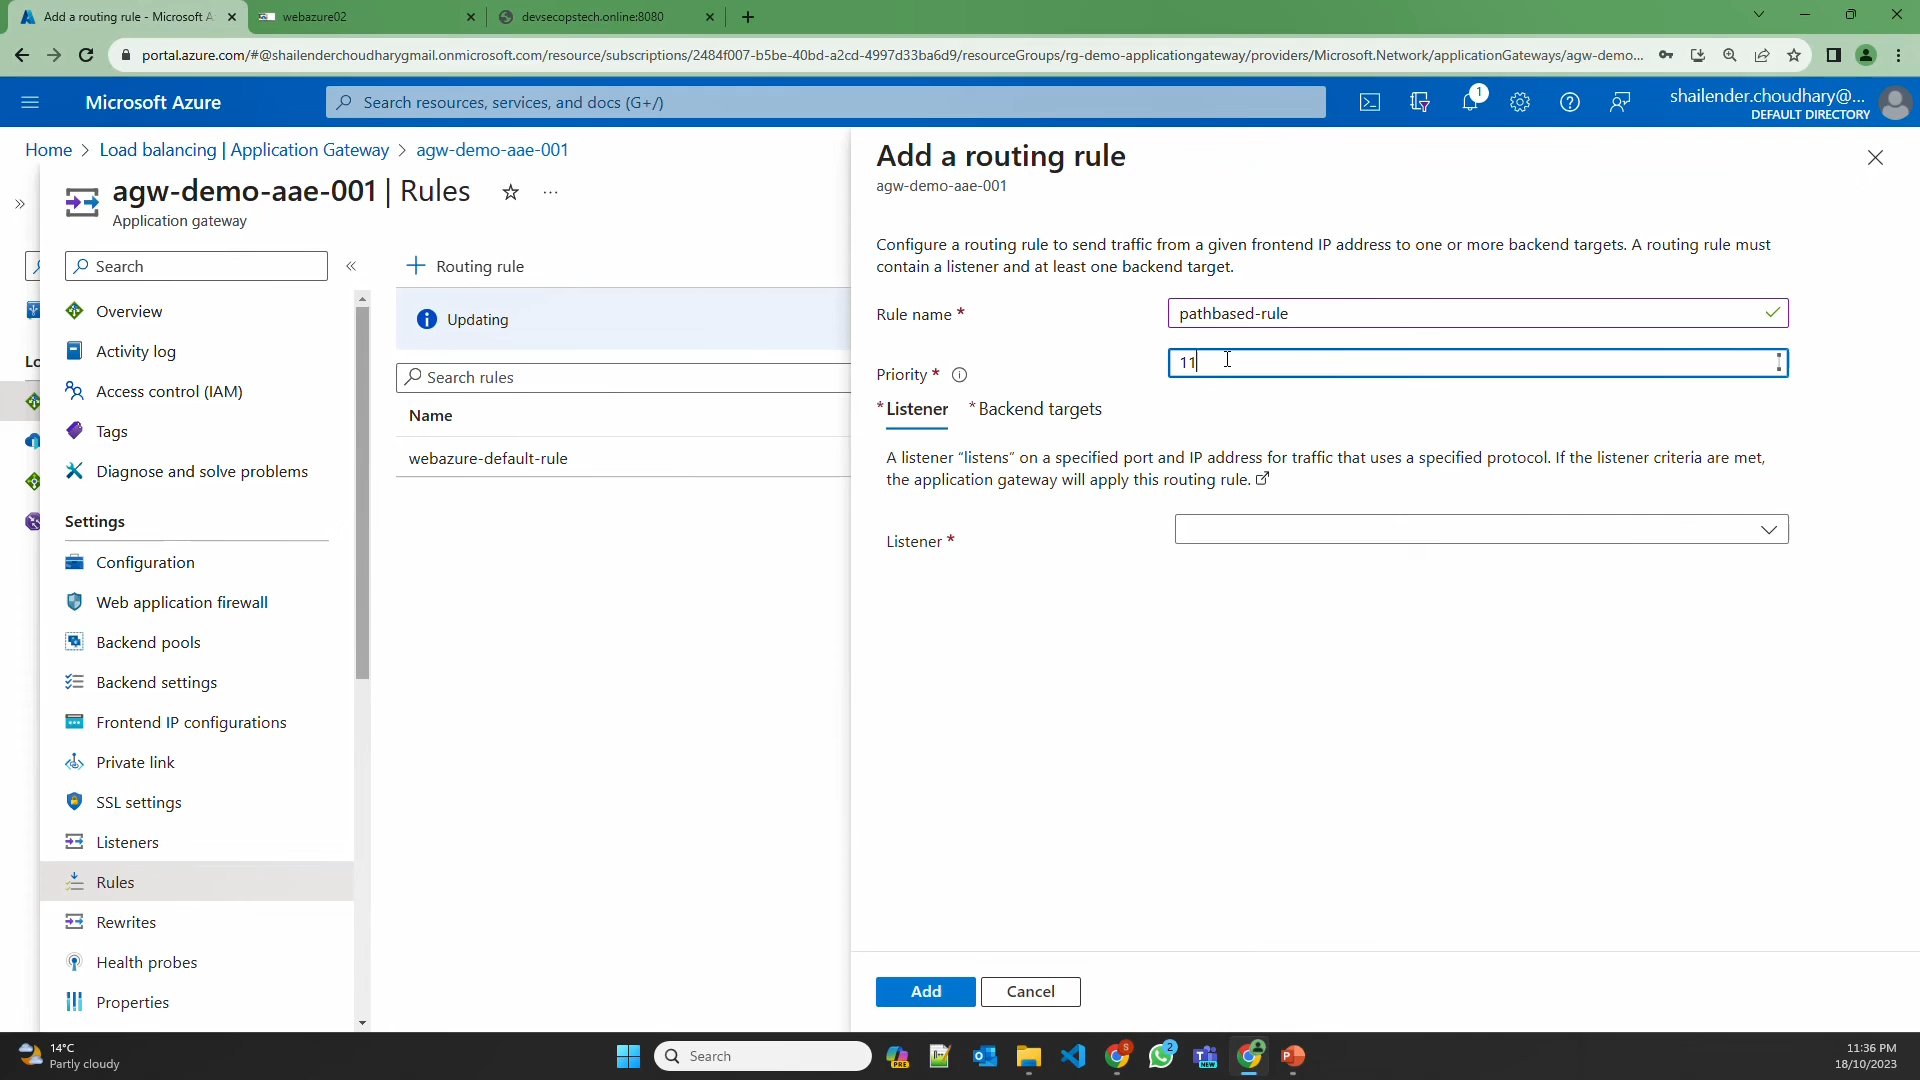 Add a routing rule - Microsoft A
webazure02
devsecopstech.online:8080
portal.azure.com/#@shailenderchoudharygmail.onmicrosoft.com/resource/subscriptions/2484f007-b5be-40bd-a2cd-4997d33ba6d9/resourceGroups/rg-demo-applicationgateway/providers/Microsoft.Network/applicationGateways/agw-demo...
Microsoft Azure
Search resources, services, and docs (G+/)
1
shailender.choudhary@...
DEFAULT DIRECTORY
Home > Load balancing | Application Gateway > agw-demo-aae-001
agw-demo-aae-001 | Rules
Application gateway
Search
Overview
Activity log
Access control (IAM)
Tags
Diagnose and solve problems
Settings
Configuration
Web application firewall
Backend pools
Backend settings
Frontend IP configurations
Private link
SSL settings
Listeners
Rules
Rewrites
Health probes
Properties
Lo
Routing rule
Updating
Search rules
Name
webazure-default-rule
Add a routing rule
agw-demo-aae-001
Configure a routing rule to send traffic from a given frontend IP address to one or more backend targets. A routing rule must
contain a listener and at least one backend target.
Rule name *
pathbased-rule
Priority *
11
* Listener
* Backend targets
A listener “listens” on a specified port and IP address for traffic that uses a specified protocol. If the listener criteria are met,
the application gateway will apply this routing rule.
Listener *
Add
Cancel
14°C
Partly cloudy
Search
PRE
S
2
NEW
11:36 PM
18/10/2023